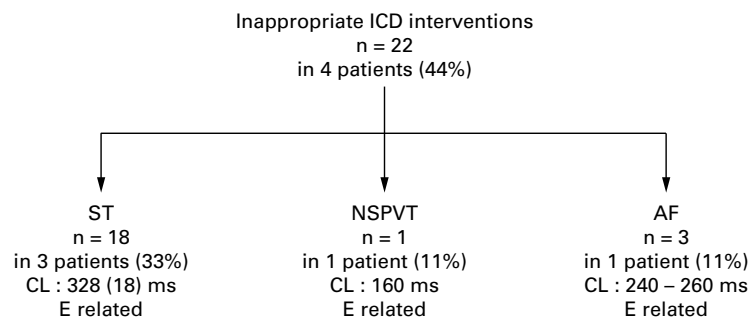 Inappropriate ICD interventions
n = 22
in 4 patients (44%)
ST
n = 18
in 3 patients (33%)
CL : 328 (18) ms
E related
NSPVT
n = 1
in 1 patient (11%)
CL : 160 ms
E related
AF
n = 3
in 1 patient (11%)
CL : 240 – 260 ms
E related